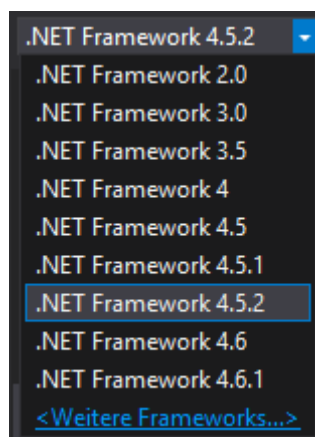 .NET Framework 4.5.2
.NET Framework 2.0
.NET Framework 3.0
.NET Framework 3.5
.NET Framework 4
.NET Framework 4.5
.NET Framework 4.5.1
.NET Framework 4.5.2
.NET Framework 4.6
.NET Framework 4.6.1
<Weitere Frameworks...>